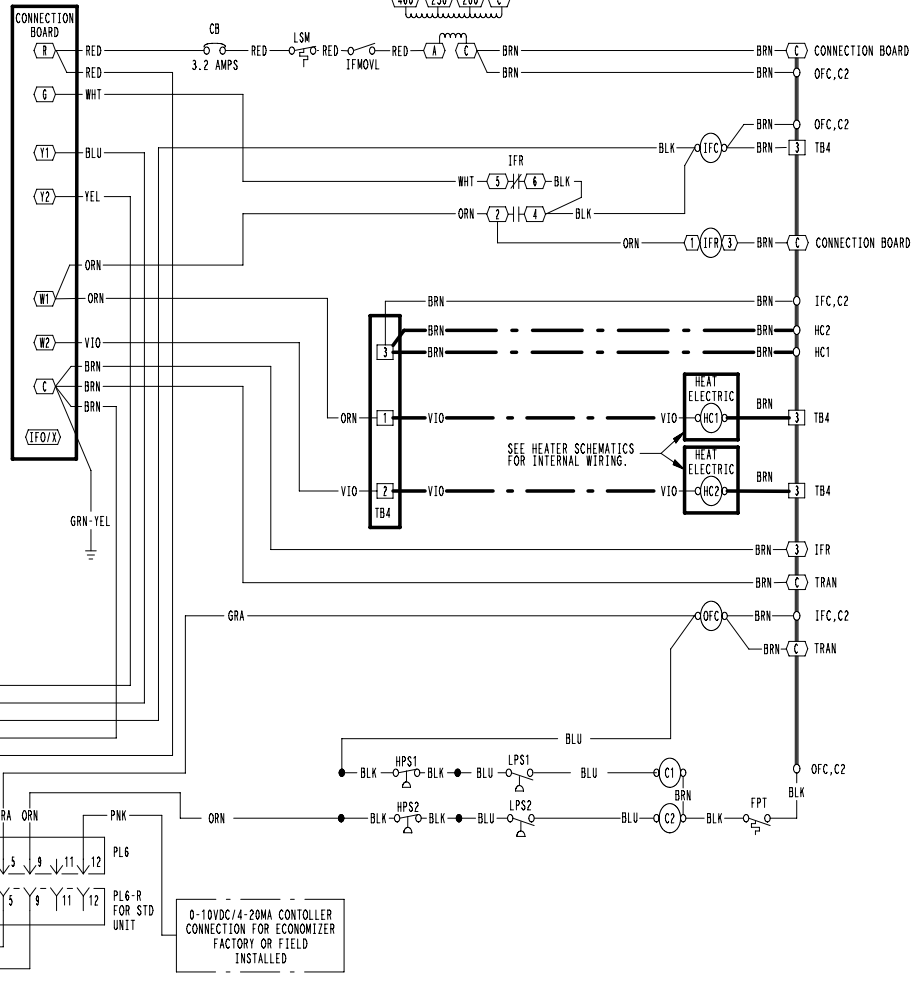 460 230 200 C
CONNECTION
BOARD
R RED CB RED LSM RED IFMOVL RED A C BRN BRN C CONNECTION BOARD
3.2 AMPS
RED BRN OFC,C2
G WHT
BRN OFC,C2
Y1 BLU BLK IFC BRN 3 TB4
IFR
WHT 5 6 BLK
Y2 YEL
ORN 2 4 BLK
ORN 1 IFR 3 BRN C CONNECTION BOARD
ORN
W1 ORN BRN IFC,C2
BRN BRN HC2
W2 VIO 3 BRN BRN HC1
BRN
C BRN
BRN
HEAT
ELECTRIC
BRN
ORN 1 VIO VIO HC1 3 TB4
IFO/X
SEE HEATER SCHEMATICS
FOR INTERNAL WIRING.
HEAT
ELECTRIC
BRN
VIO 2 VIO VIO HC2 3 TB4
TB4
GRN-YEL
BRN 3 IFR
BRN C TRAN
GRA OFC BRN IFC,C2
BRN C TRAN
BLU
HPS1 LPS1
BLK BLK BLU BLU C1 OFC,C2
BRN BLK
HPS2 LPS2 FPT
RA ORN PNK ORN BLK BLK BLU BLU C2 BLK
PL6
5 9 11 12
5 9 11 12 PL6-R
FOR STD
UNIT
0-10VDC/4-20MA CONTOLLER
CONNECTION FOR ECONOMIZER
FACTORY OR FIELD
INSTALLED